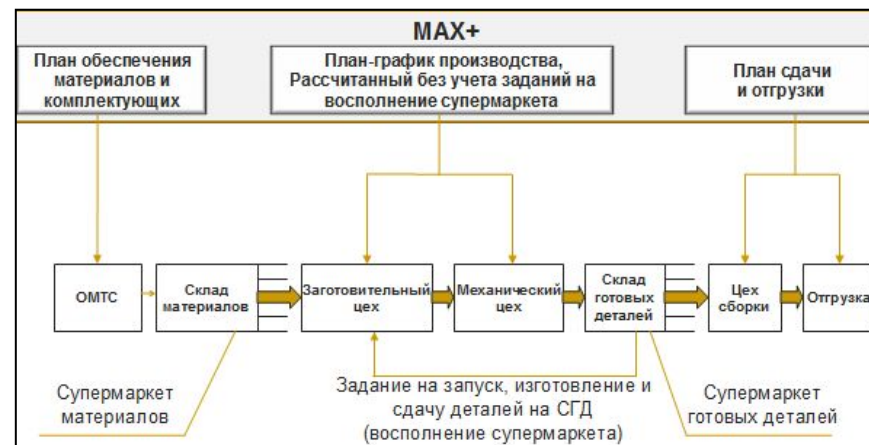 MAX+
План обеспечения
материалов и
комплектующих
План-график производства,
Рассчитанный без учета заданий на
восполнение супермаркета
План сдачи
и отгрузки
ОМТС
Склад
материалов
Заготовительный
цех
Механический
цех
Склад
готовых
деталей
Цех
сборки
Отгрузка
Супермаркет
материалов
Задание на запуск, изготовление и
сдачу деталей на СГД
(восполнение супермаркета)
Супермаркет
готовых деталей